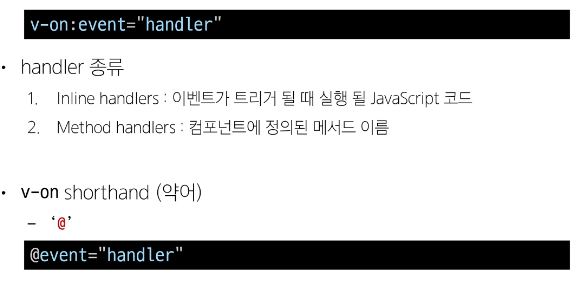 v-on:event="handler"
• handler 종류
1. Inline handlers : 이벤트가 트리거 될 때 실행 될 JavaScript 코드
2. Method handlers : 컴포넌트에 정의된 메서드 이름
• v-on shorthand (약어)
– ‘@’
@event="handler"